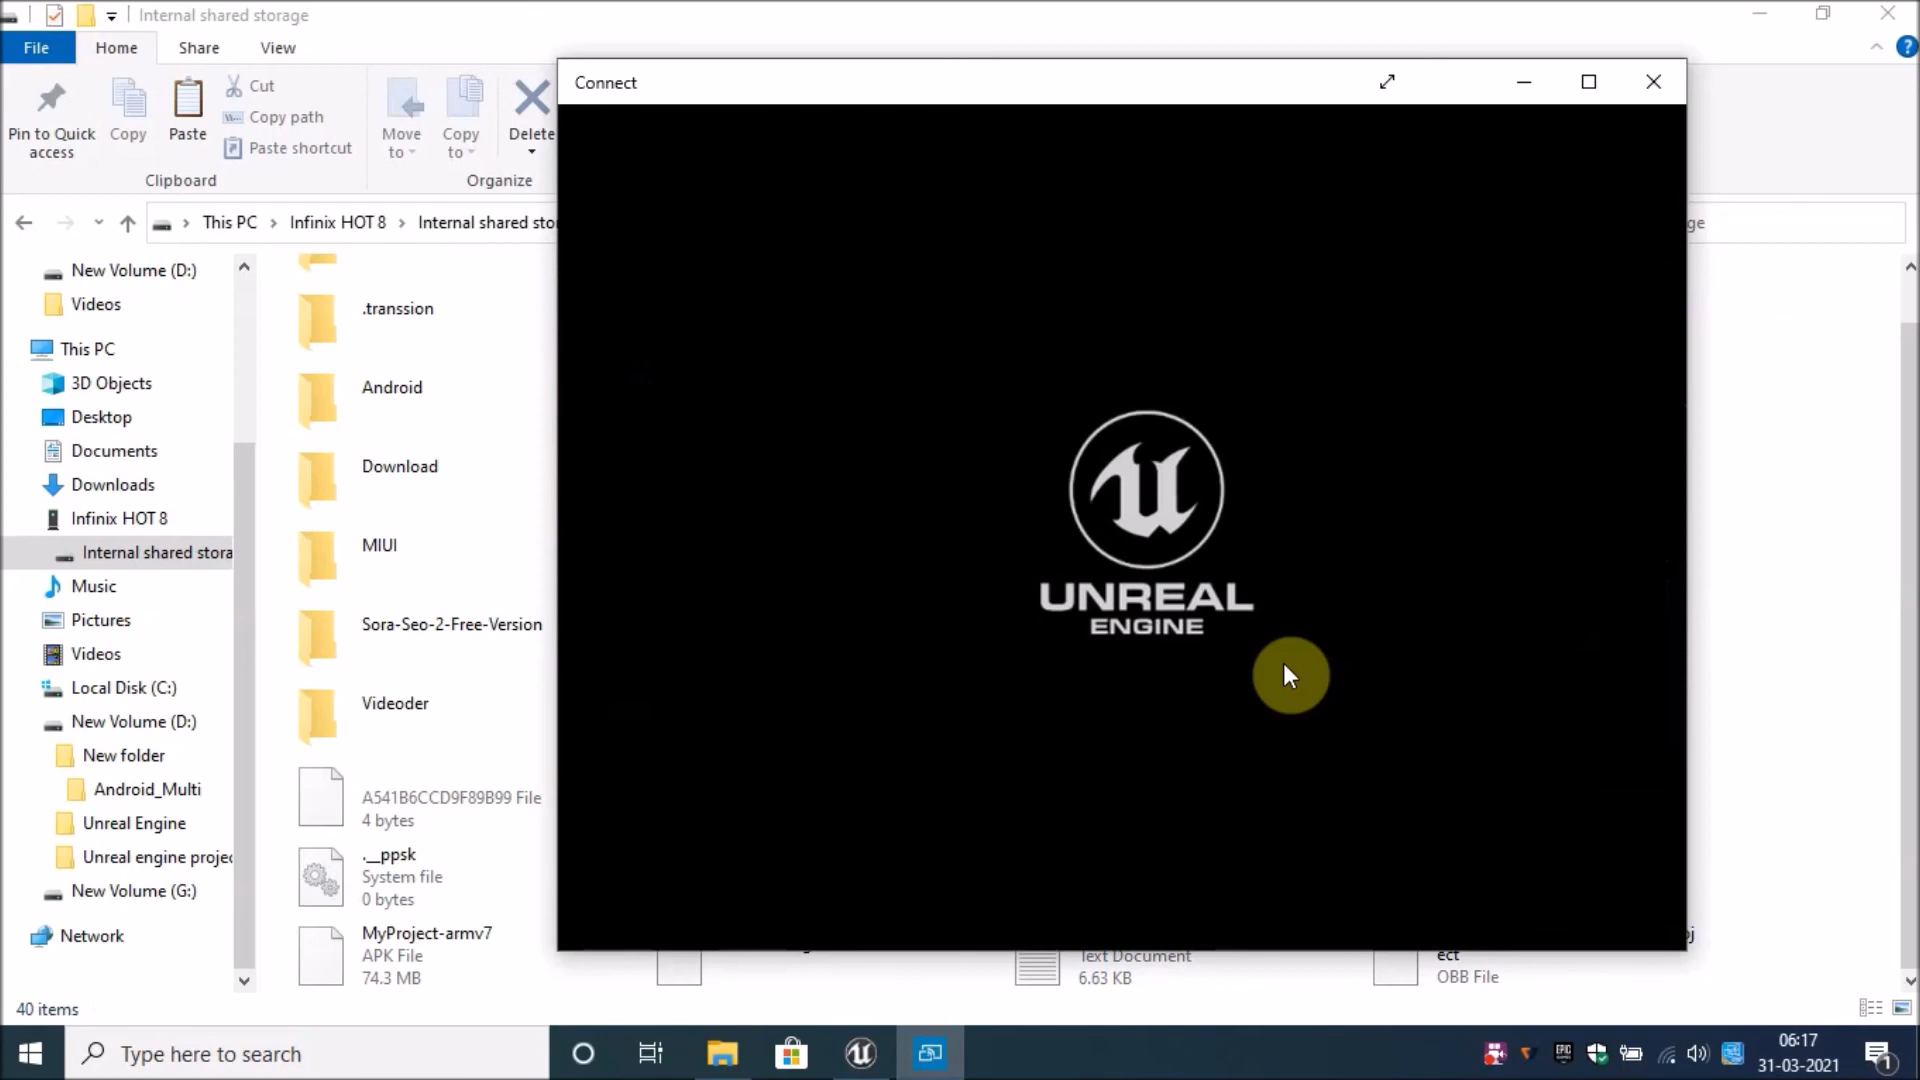 Internal shared storage
File
Home
Share
View
Pin to Quick
access
Copy
Paste
Cut
Copy path
Paste shortcut
Clipboard
Move
to
Copy
to
Delete
Organize
Connect
This PC
Infinix HOT 8
Internal shared sto
ge
New Volume (D:)
Videos
This PC
3D Objects
Desktop
Documents
Downloads
Infinix HOT 8
Internal shared stora
Music
Pictures
Videos
Local Disk (C:)
New Volume (D:)
New folder
Android_Multi
Unreal Engine
Unreal engine projec
New Volume (G:)
Network
.transsion
Android
Download
MIUI
Sora-Seo-2-Free-Version
Videoder
A541B6CCD9F89B99 File
4 bytes
.__ppsk
System file
0 bytes
MyProject-armv7
APK File
74.3 MB
UNREAL
ENGINE
Text Document
6.63 KB
ect
OBB File
40 items
Type here to search
EPIC
06:17
31-03-2021
1